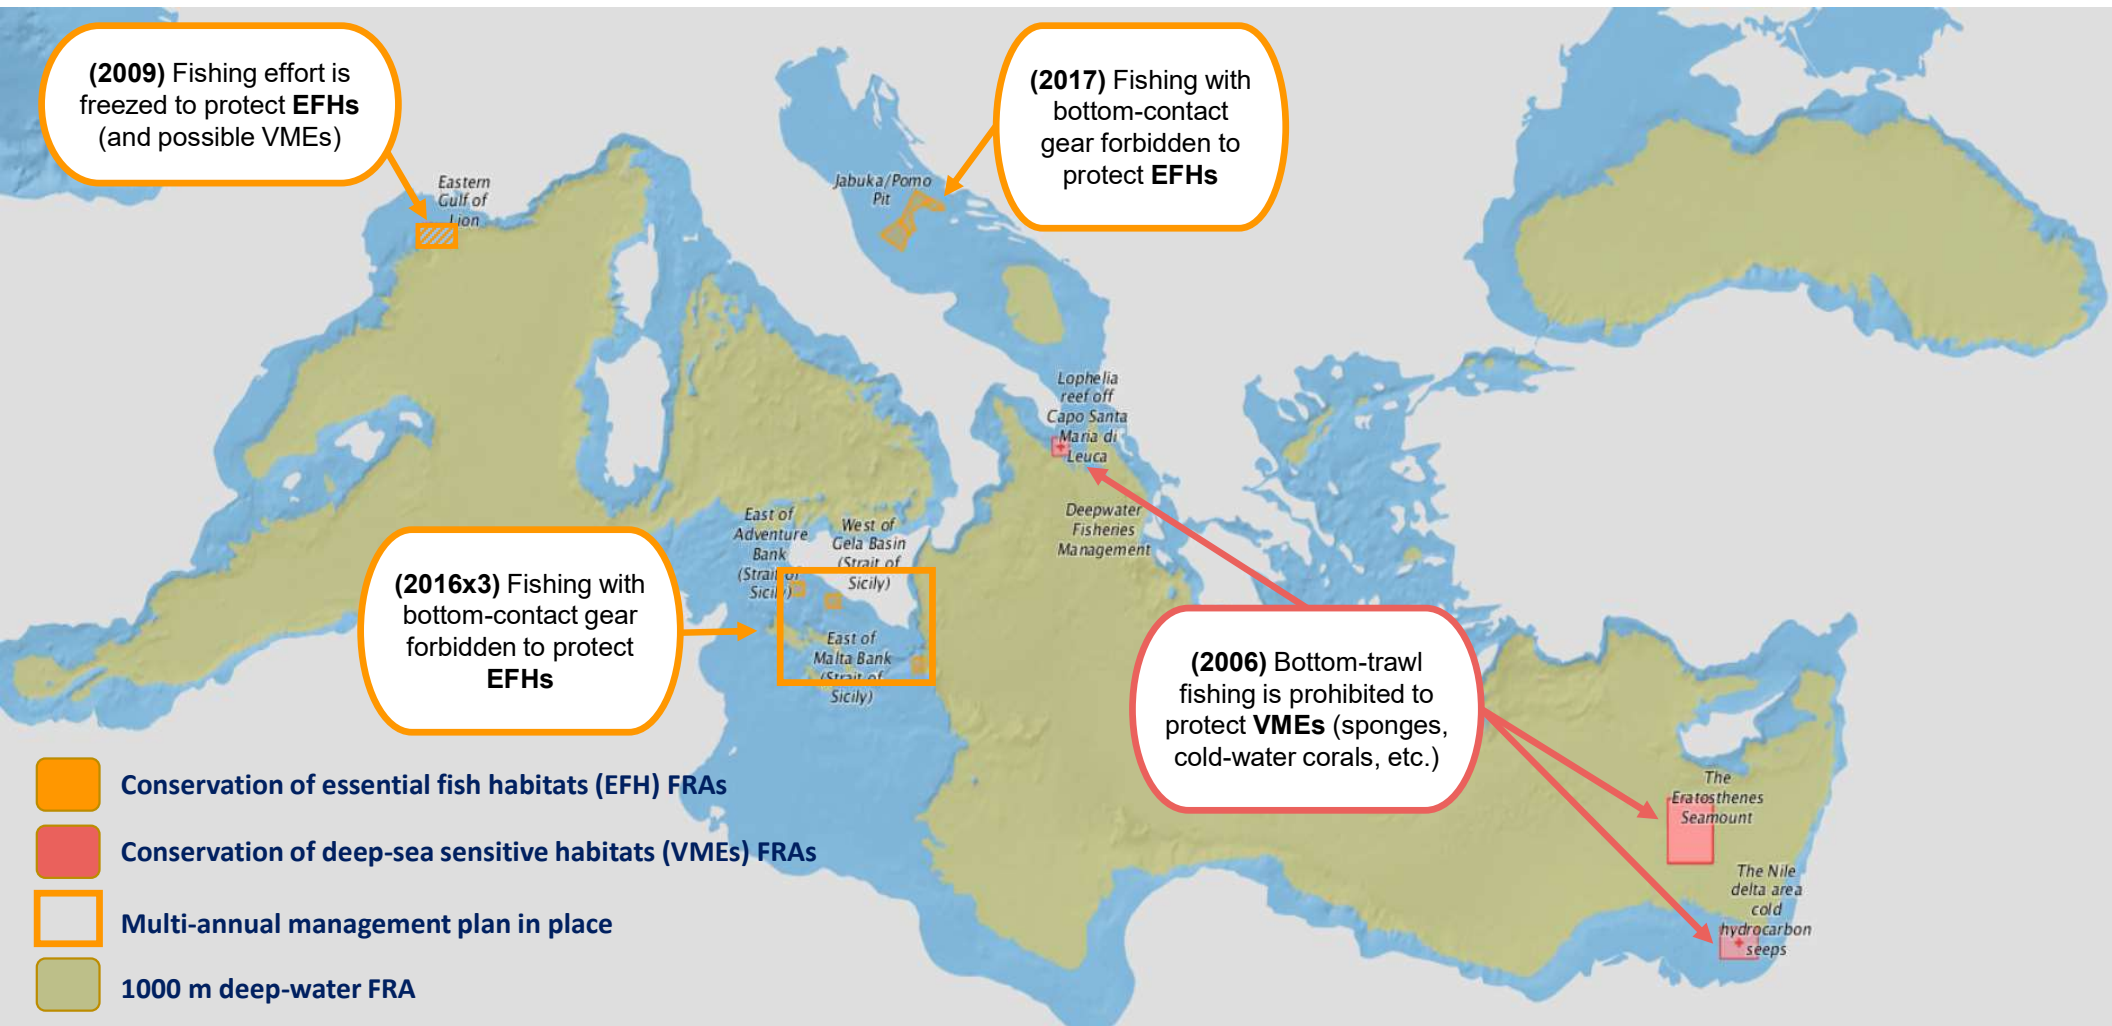 (2009) Fishing effort is
freezed to protect EFHs
(and possible VMEs)
(2017) Fishing with
bottom-contact
gear forbidden to
protect EFHs
Eastern
Gulf of
Lion
Jabuka/Pomo
Pit
Lophelia
reef off
Capo Santa
Maria di
Leuca
Deepwater
Fisheries
Management
East of
Adventure
Bank
(Strait of
Sicily)
West of
Gela Basin
(Strait of
Sicily)
East of
Malta Bank
(Strait of
Sicily)
(2016x3) Fishing with
bottom-contact gear
forbidden to protect
EFHs
(2006) Bottom-trawl
fishing is prohibited to
protect VMEs (sponges,
cold-water corals, etc.)
The
Eratosthenes
Seamount
The Nile
delta area
cold
hydrocarbon
seeps
Conservation of essential fish habitats (EFH) FRAs
Conservation of deep-sea sensitive habitats (VMEs) FRAs
Multi-annual management plan in place
1000 m deep-water FRA